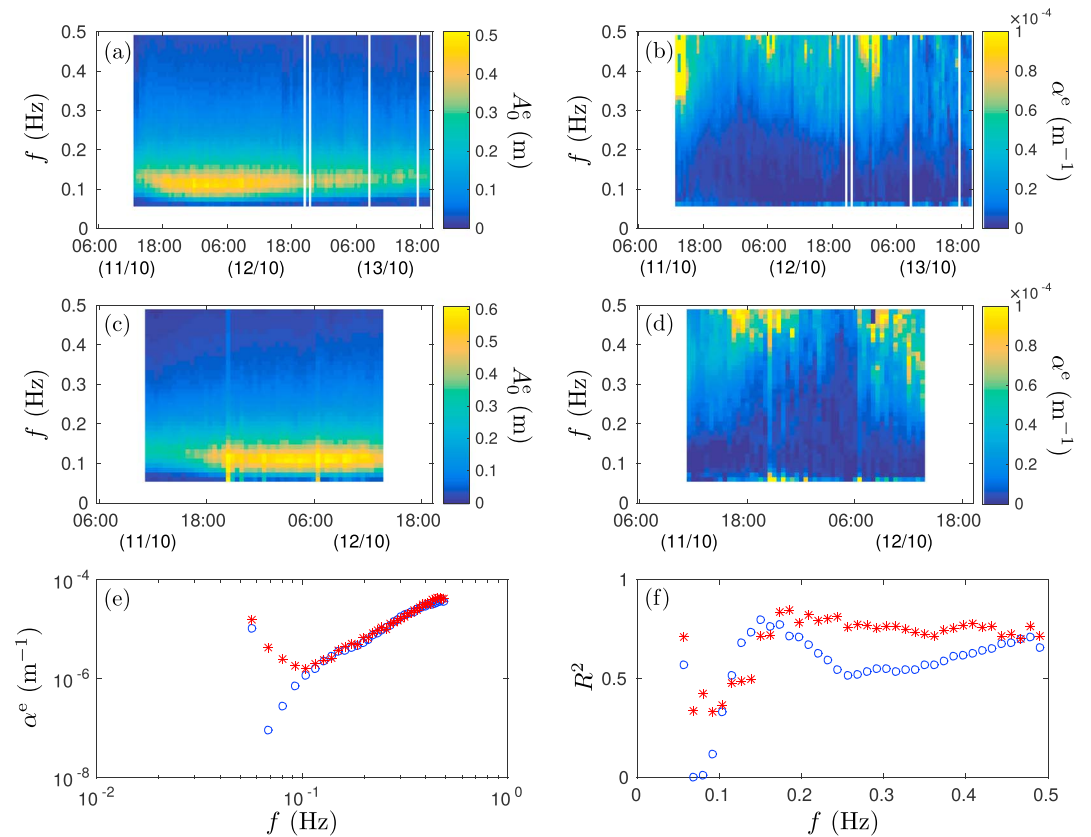 (a)
0.5
0.4
0.3
0.2
0.1
0
f (Hz)
06:00 18:00 06:00 18:00 06:00 18:00
(11/10) (12/10) (13/10)
0.5
0.4
0.3
0.2
0.1
0
A₀ᵉ (m)
(b)
0.5
0.4
0.3
0.2
0.1
0
f (Hz)
06:00 18:00 06:00 18:00 06:00 18:00
(11/10) (12/10) (13/10)
×10⁻⁴
1
0.8
0.6
0.4
0.2
0
αᵉ (m⁻¹)
(c)
0.5
0.4
0.3
0.2
0.1
0
f (Hz)
06:00 18:00 06:00 18:00
(11/10) (12/10)
0.6
0.5
0.4
0.3
0.2
0.1
0
A₀ᵉ (m)
(d)
0.5
0.4
0.3
0.2
0.1
0
f (Hz)
06:00 18:00 06:00 18:00
(11/10) (12/10)
×10⁻⁴
1
0.8
0.6
0.4
0.2
0
αᵉ (m⁻¹)
(e)
10⁻⁴
10⁻⁶
10⁻⁸
αᵉ (m⁻¹)
10⁻² 10⁻¹ 10⁰
f (Hz)
(f)
1
0.5
0
R²
0 0.1 0.2 0.3 0.4 0.5
f (Hz)